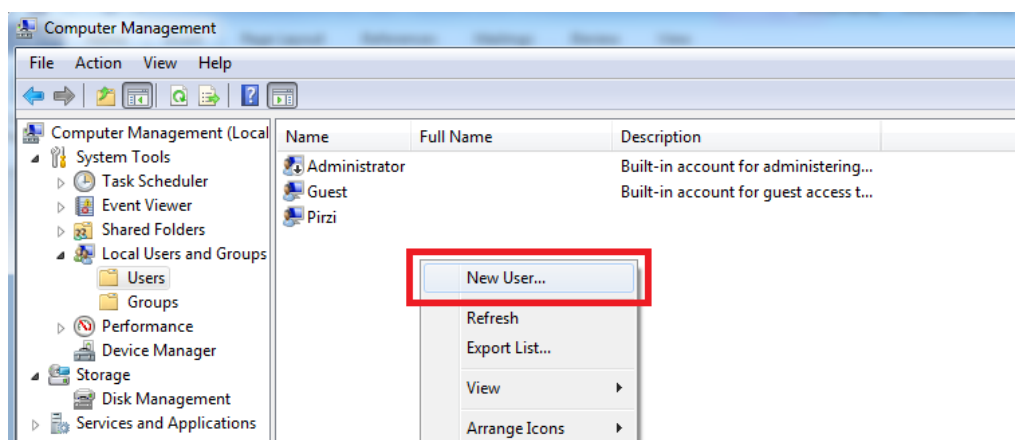 Computer Management
File Action View Help
Computer Management (Local
System Tools
Task Scheduler
Event Viewer
Shared Folders
Local Users and Groups
Users
Groups
Performance
Device Manager
Storage
Disk Management
Services and Applications
Name Full Name Description
Administrator Built-in account for administering...
Guest Built-in account for guest access t...
Pirzi
New User...
Refresh
Export List...
View
Arrange Icons